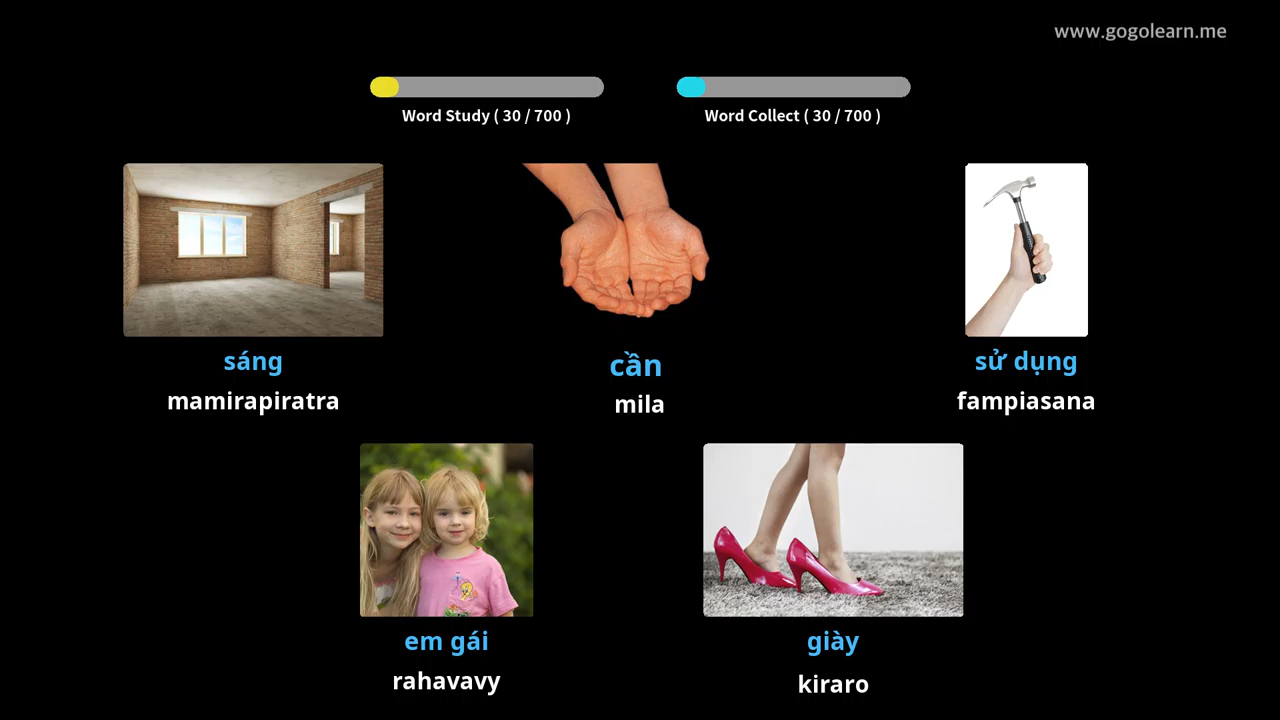 www.gogolearn.me
Word Study ( 30 / 700 )
Word Collect ( 30 / 700 )
sáng
mamirapiratra
cần
mila
sử dụng
fampiasana
em gái
rahavavy
giày
kiraro